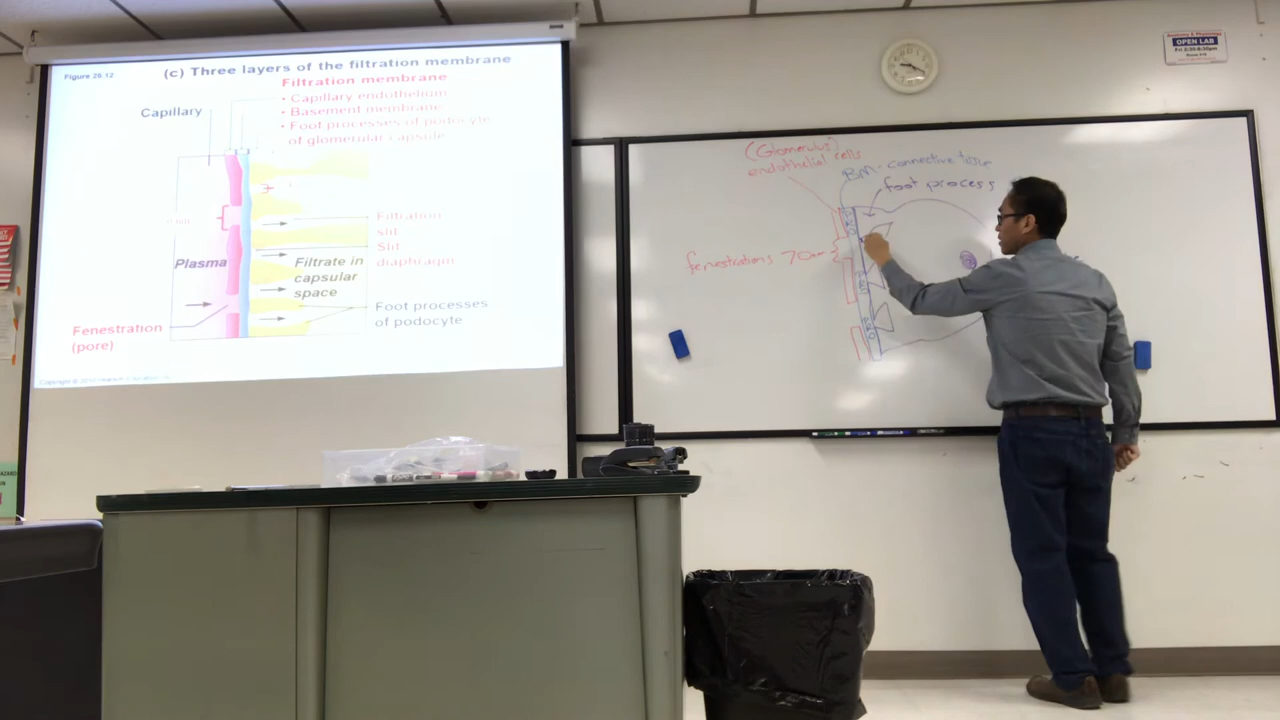 Figure 26.12
(c) Three layers of the filtration membrane
Filtration membrane
• Capillary endothelium
• Basement membrane
• Foot processes of podocyte
of glomerular capsule
Capillary
Filtration
slit
Slit
diaphragm
Plasma
Filtrate in
capsular
space
Foot processes
of podocyte
Fenestration
(pore)
(Glomerulus)
endothelial cells
BM - connective tissue
foot process
fenestrations 70nm
OPEN LAB